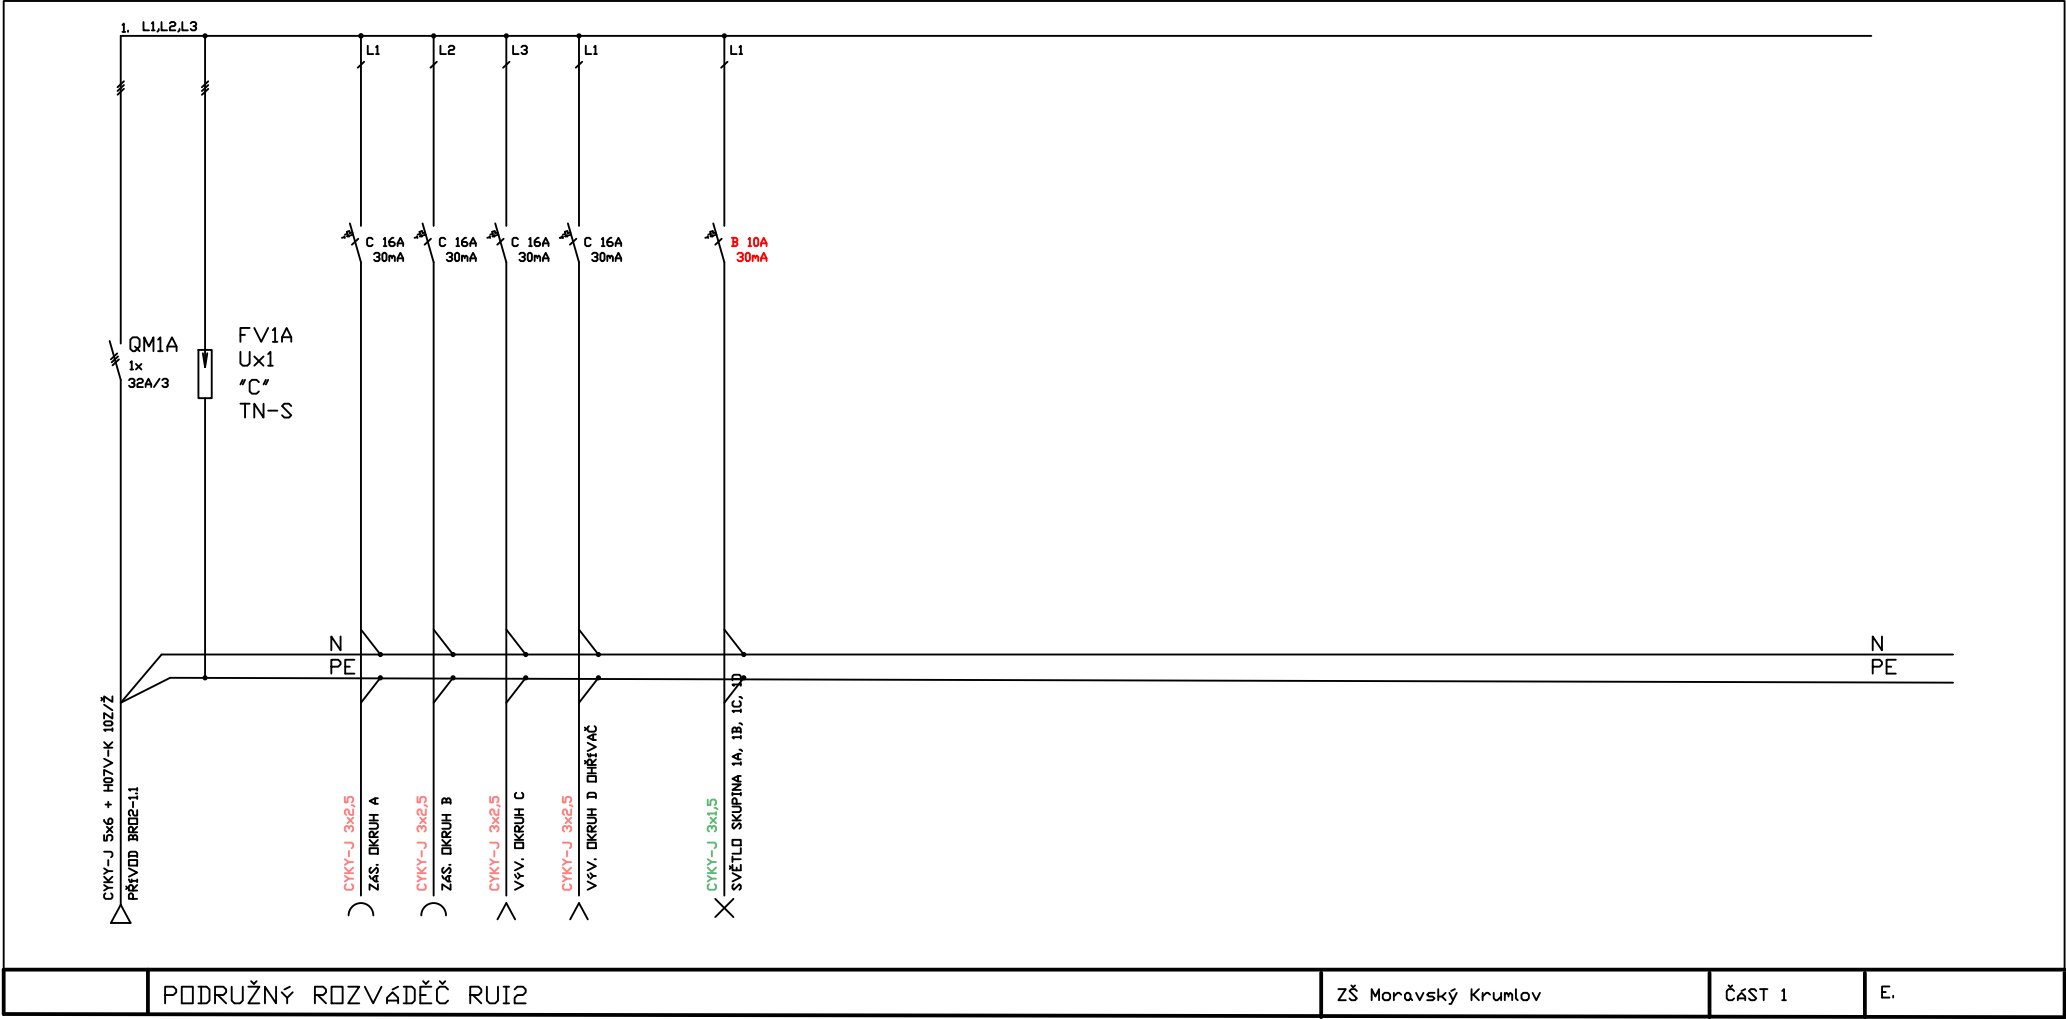 1. L1,L2,L3
L1
L2
L3
L1
L1
C 16A
30mA
C 16A
30mA
C 16A
30mA
C 16A
30mA
B 10A
30mA
QM1A
1x
32A/3
FV1A
Ux1
"C"
TN-S
N
PE
N
PE
CYKY-J 5x6 + H07V-K 10Z/Ž
PŘÍVOD BRO2-1.1
CYKY-J 3x2,5
ZÁS. OKRUH A
CYKY-J 3x2,5
ZÁS. OKRUH B
CYKY-J 3x2,5
VÝV. OKRUH C
CYKY-J 3x2,5
VÝV. OKRUH D OHŘÍVAČ
CYKY-J 3x1,5
SVĚTLO SKUPINA 1A, 1B, 1C, 1D
PODRUŽNÝ ROZVÁDĚČ RUI2
ZŠ Moravský Krumlov
ČÁST 1
E.